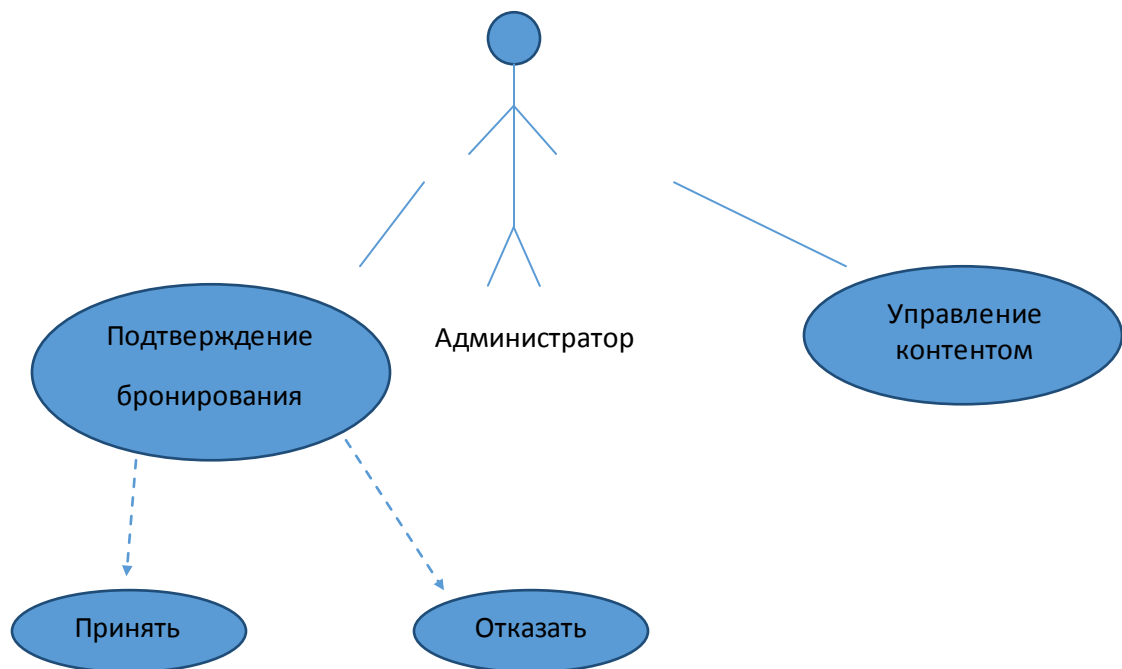 Администратор
Подтверждение
бронирования
Управление
контентом
Принять
Отказать